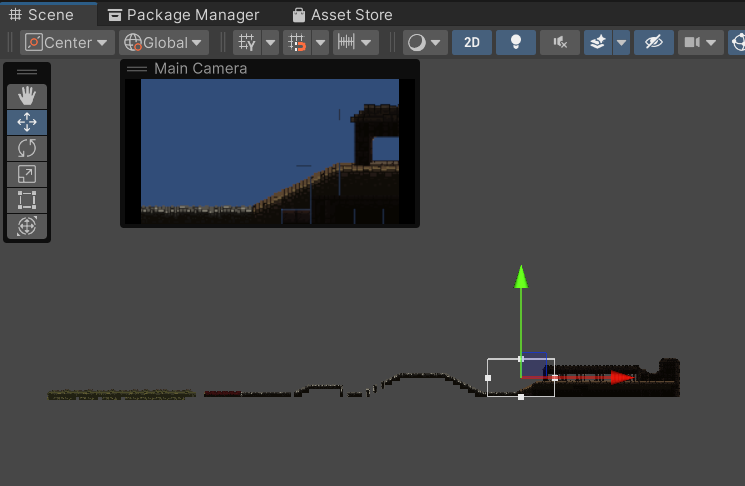 Scene Package Manager Asset Store
Center Global 2D
Main Camera